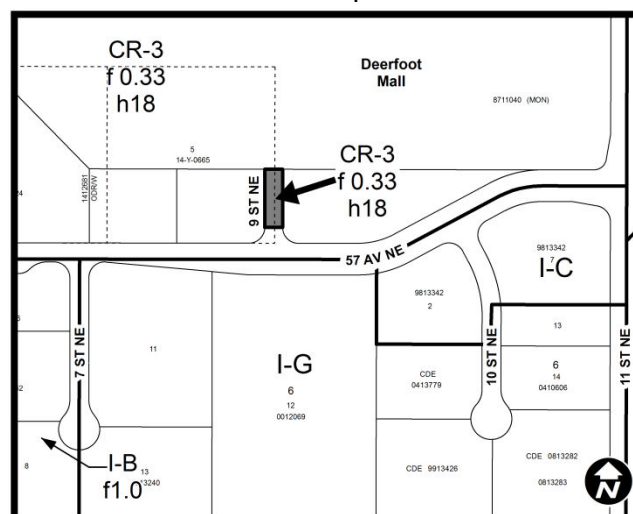 CR-3
f 0.33
h18
Deerfoot
Mall
8711040 (MON)
5
14-Y-0665
1412681
ODR/W
24
9 ST NE
CR-3
f 0.33
h18
57 AV NE
9813342
7
I-C
9813342
2
7 ST NE
11
I-G
6
12
0012069
10 ST NE
13
11 ST NE
CDE
0413779
6
14
0410606
8
I-B
f1.0
13
CDE 9913426
CDE 0813282
0813283
N